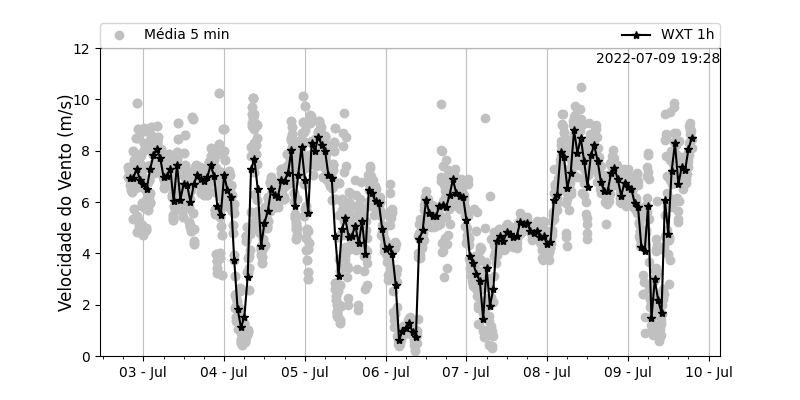 Média 5 min WXT 1h
2022-07-09 19:28
Velocidade do Vento (m/s)
12
10
8
6
4
2
0
03 - Jul 04 - Jul 05 - Jul 06 - Jul 07 - Jul 08 - Jul 09 - Jul 10 - Jul